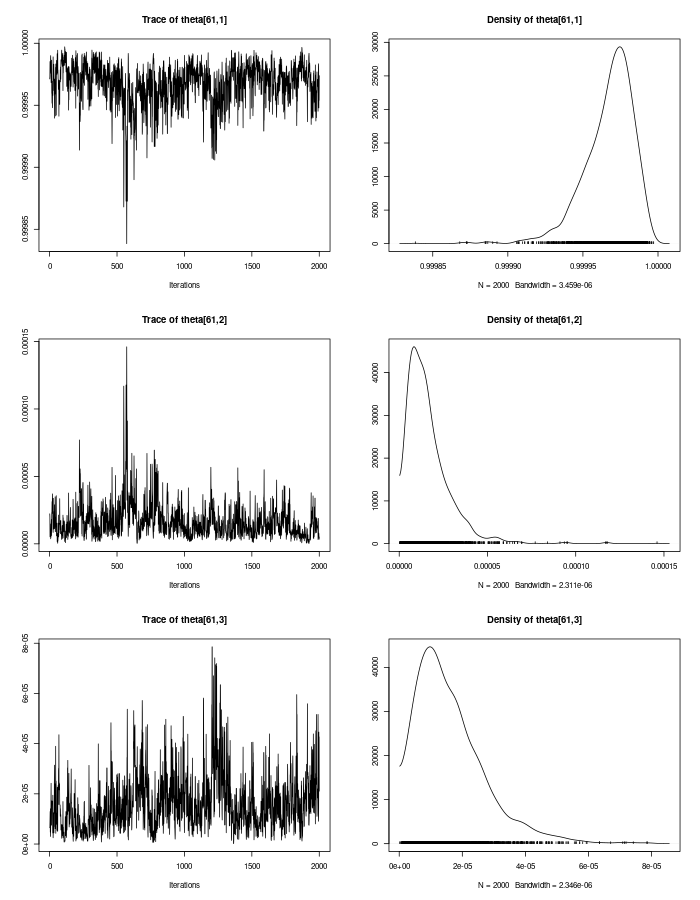 Trace of theta[61,1]
1.00000
0.99995
0.99990
0.99985
0 500 1000 1500 2000
Iterations
Density of theta[61,1]
30000
25000
20000
15000
10000
5000
0
0.99985 0.99990 0.99995 1.00000
N = 2000 Bandwidth = 3.459e-06
Trace of theta[61,2]
0.00015
0.00010
0.00005
0.00000
0 500 1000 1500 2000
Iterations
Density of theta[61,2]
40000
30000
20000
10000
0
0.00000 0.00005 0.00010 0.00015
N = 2000 Bandwidth = 2.311e-06
Trace of theta[61,3]
8e-05
6e-05
4e-05
2e-05
0e+00
0 500 1000 1500 2000
Iterations
Density of theta[61,3]
40000
30000
20000
10000
0
0e+00 2e-05 4e-05 6e-05 8e-05
N = 2000 Bandwidth = 2.346e-06